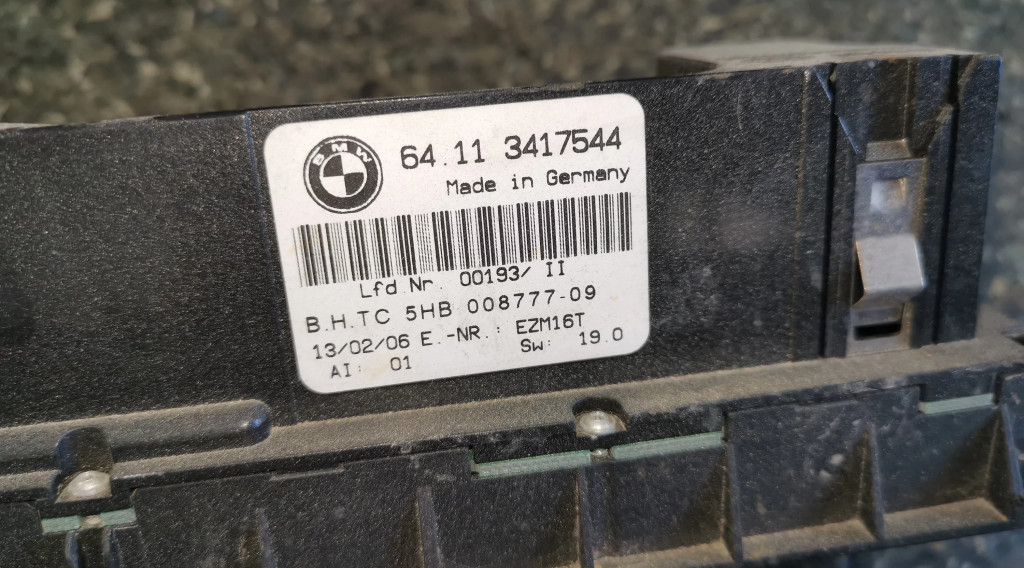 BMW
64.11 3417544
Made in Germany
Lfd Nr. 00193/ II
B.H.TC 5HB 008777-09
13/02/06 E.-NR.: EZM16T
AI: 01 Sw: 19.0